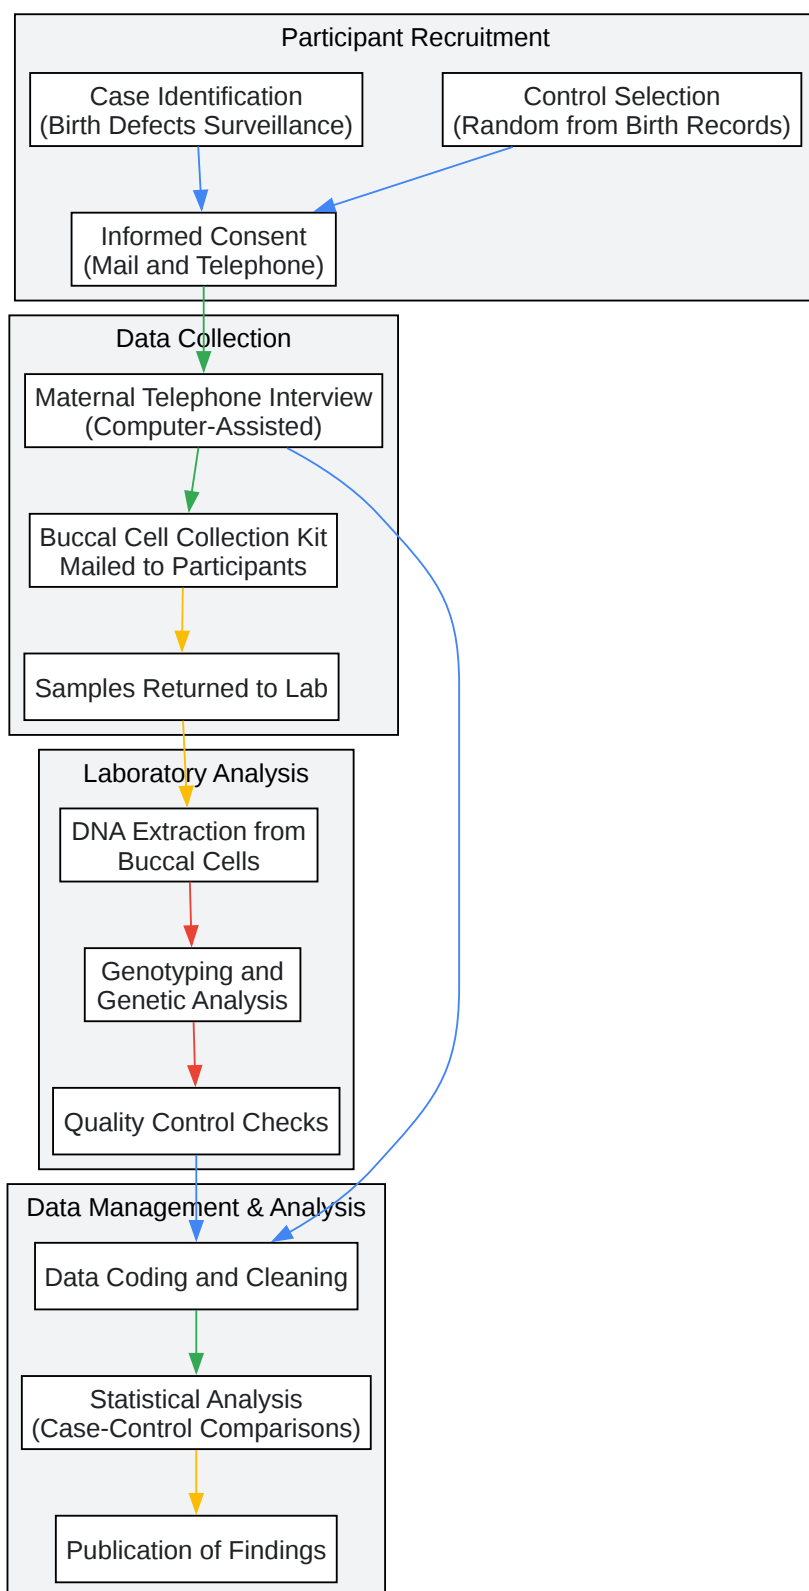 Participant Recruitment
Case Identification
(Birth Defects Surveillance)
Control Selection
(Random from Birth Records)
Informed Consent
(Mail and Telephone)
Data Collection
Maternal Telephone Interview
(Computer-Assisted)
Buccal Cell Collection Kit
Mailed to Participants
Samples Returned to Lab
Laboratory Analysis
DNA Extraction from
Buccal Cells
Genotyping and
Genetic Analysis
Quality Control Checks
Data Management & Analysis
Data Coding and Cleaning
Statistical Analysis
(Case-Control Comparisons)
Publication of Findings